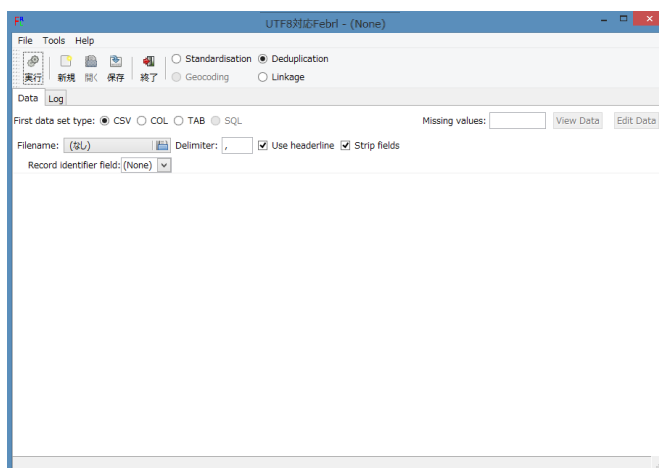 UTF8対応Febrl - (None)
File Tools Help
Standardisation Deduplication
実行 新規 開く 保存 終了 Geocoding Linkage
Data Log
First data set type: CSV COL TAB SQL Missing values: View Data Edit Data
Filename: (なし) Delimiter: , Use headerline Strip fields
Record identifier field: (None)